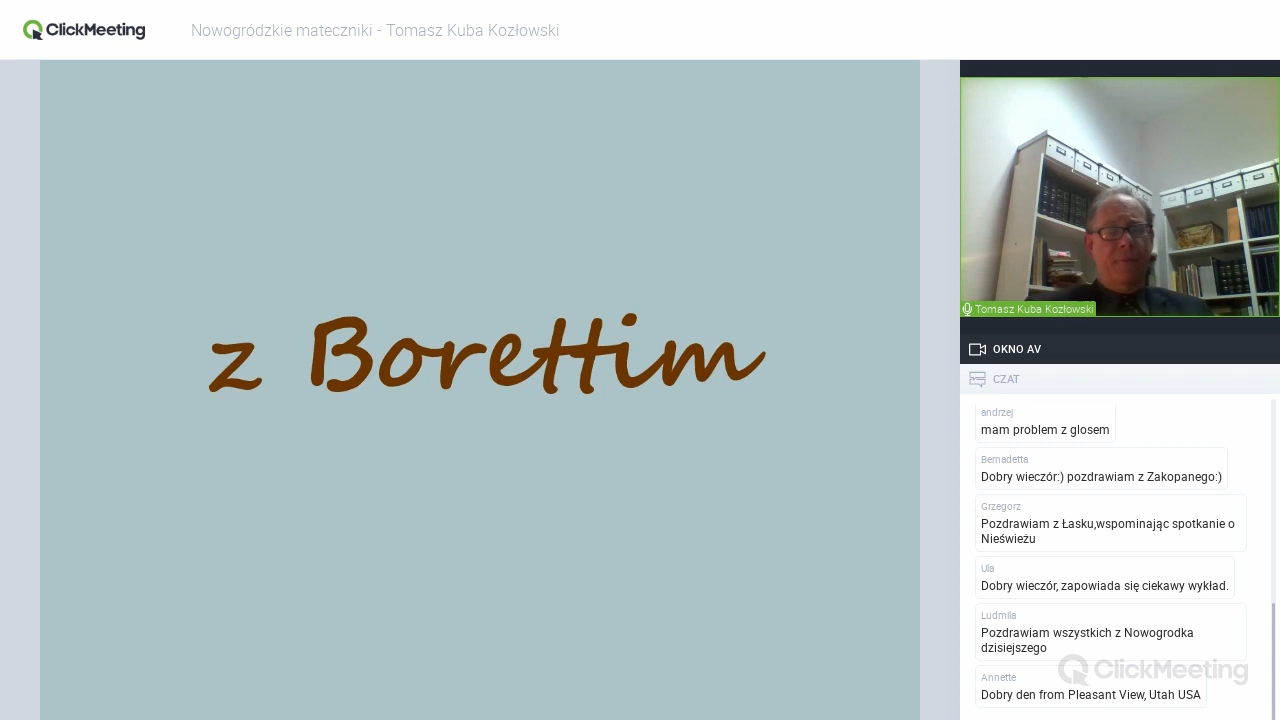 ClickMeeting
Nowogródzkie mateczniki - Tomasz Kuba Kozłowski
z Borettim
Tomasz Kuba Kozłowski
OKNO AV
CZAT
andrzej
mam problem z glosem
Bernadetta
Dobry wieczór:) pozdrawiam z Zakopanego:)
Grzegorz
Pozdrawiam z Łasku,wspominając spotkanie o
Nieświeżu
Ula
Dobry wieczór, zapowiada się ciekawy wykład.
Ludmila
Pozdrawiam wszystkich z Nowogrodka
dzisiejszego
ClickMeeting
Annette
Dobry den from Pleasant View, Utah USA